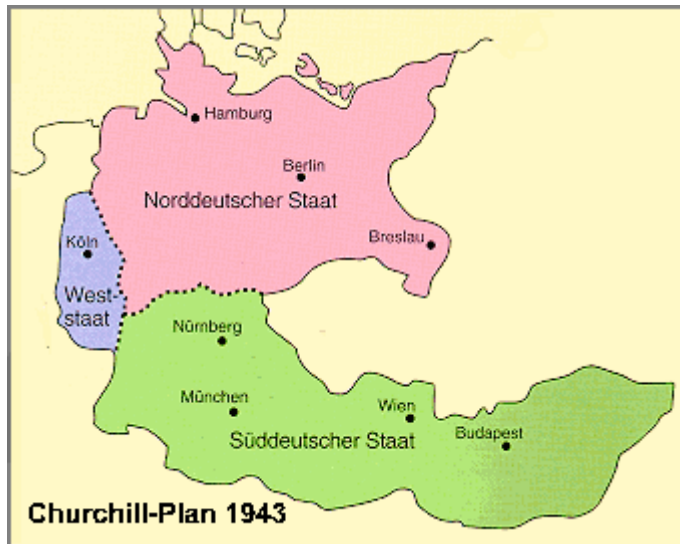 Hamburg
Berlin
Norddeutscher Staat
Breslau
Köln
West-
staat
Nürnberg
München
Wien
Süddeutscher Staat
Budapest
Churchill-Plan 1943